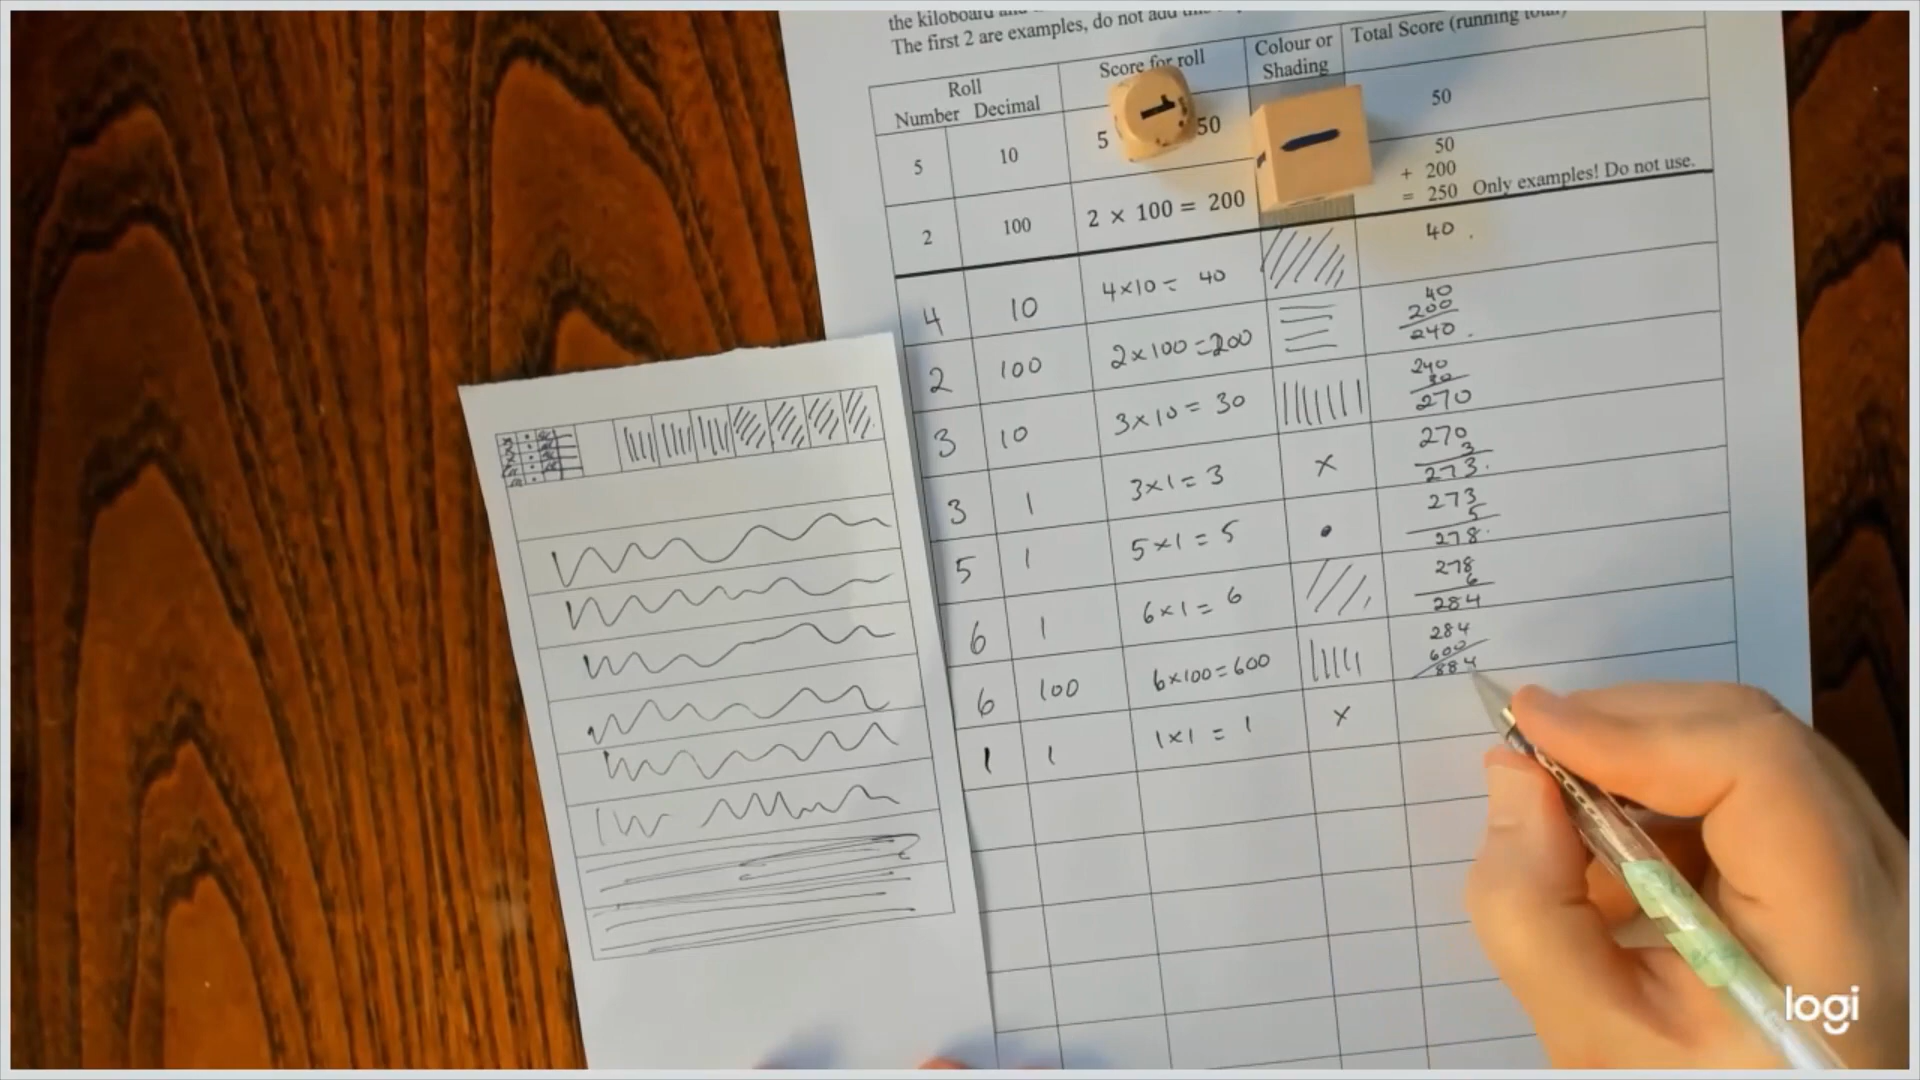 the kiloboard and
The first 2 are examples, do not add
Roll
Number Decimal
Score for roll
Colour or
Shading
Total Score (running total)
5 10 5 50 50
2 100 2 × 100 = 200
50
+ 200
= 250 Only examples! Do not use.
4 10 4×10 = 40 40
2 100 2×100 = 200
40
200
240
3 10 3×10 = 30
240
30
270
3 1 3×1 = 3 x
270
3
273
5 1 5×1 = 5 •
273
5
278
6 1 6×1 = 6
278
6
284
6 100 6×100 = 600
284
600
884
1 1 1×1 = 1 x
1
logi